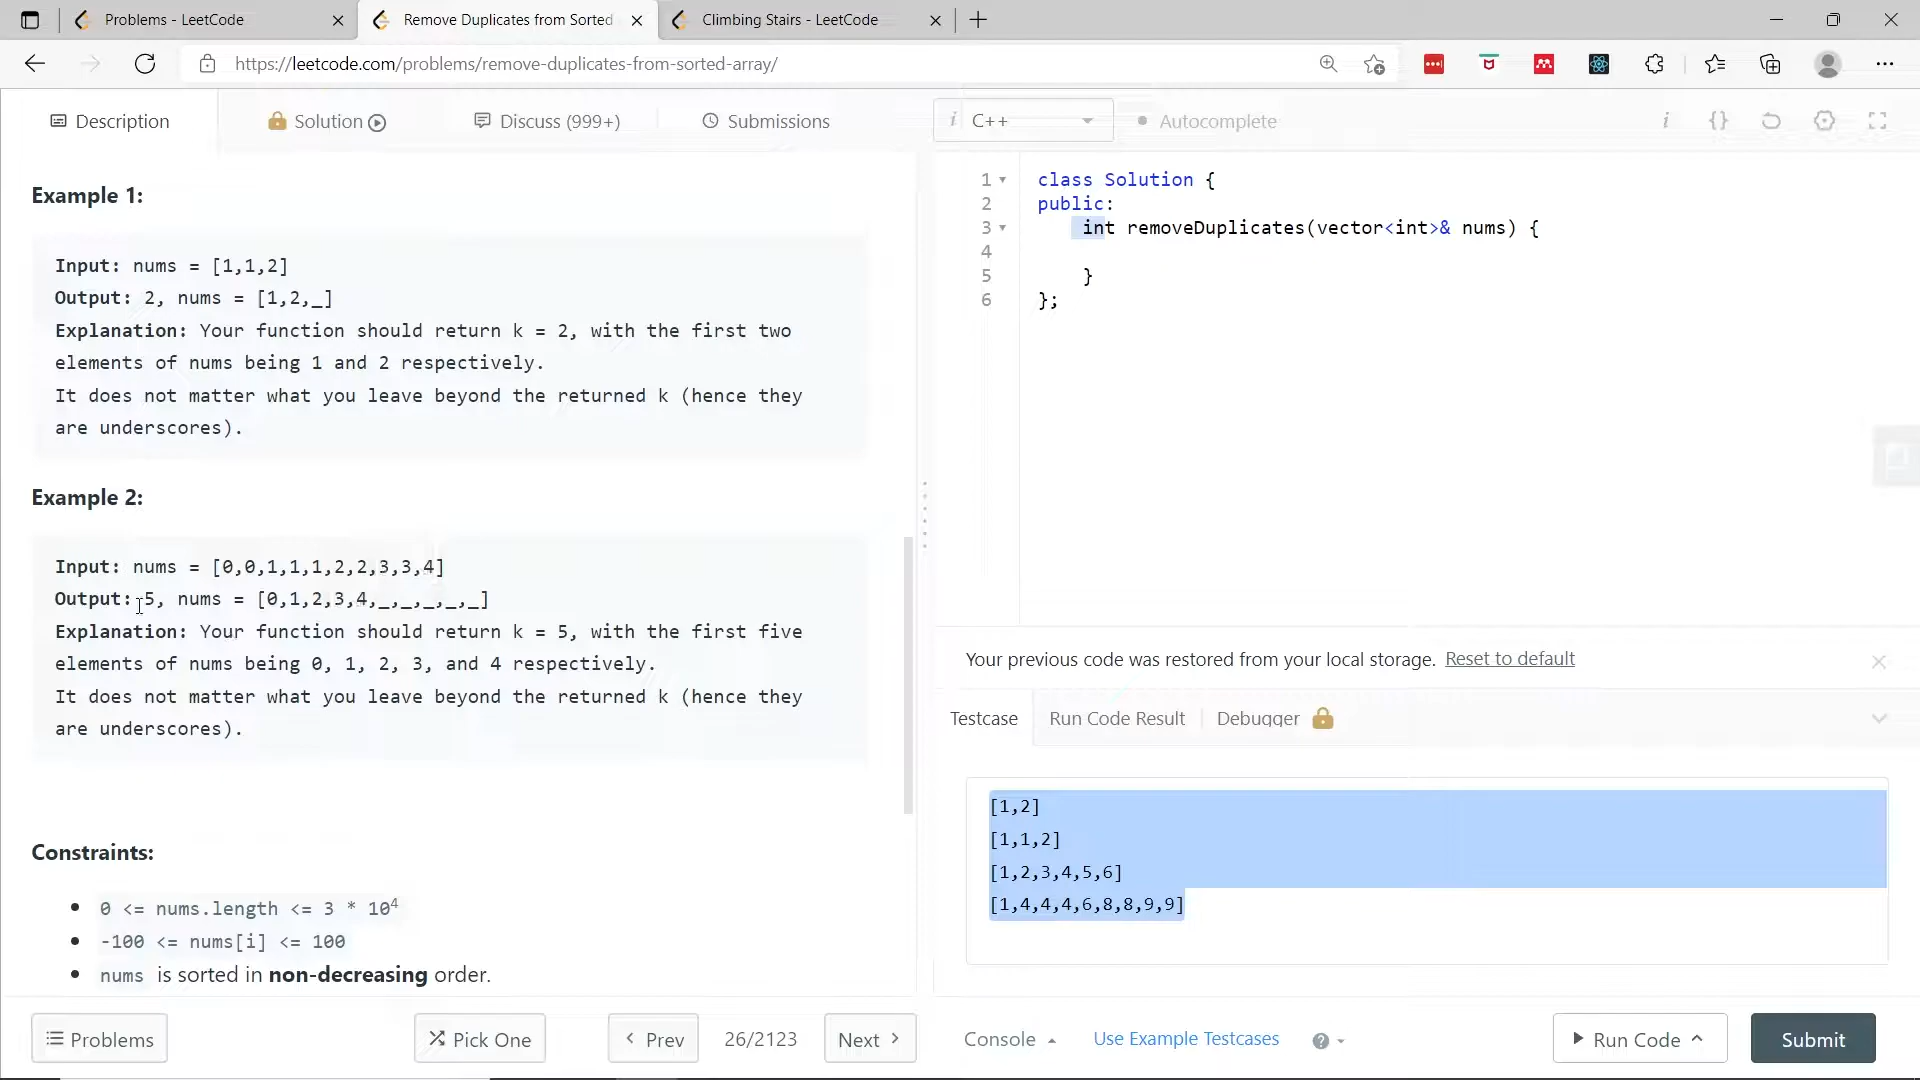 Problems - LeetCode
Remove Duplicates from Sorted
Climbing Stairs - LeetCode
https://leetcode.com/problems/remove-duplicates-from-sorted-array/
Description
Solution
Discuss (999+)
Submissions
Example 1:
Input: nums = [1,1,2]
Output: 2, nums = [1,2,_]
Explanation: Your function should return k = 2, with the first two
elements of nums being 1 and 2 respectively.
It does not matter what you leave beyond the returned k (hence they
are underscores).
Example 2:
Input: nums = [0,0,1,1,1,2,2,3,3,4]
Output: 5, nums = [0,1,2,3,4,_,_,_,_,_]
Explanation: Your function should return k = 5, with the first five
elements of nums being 0, 1, 2, 3, and 4 respectively.
It does not matter what you leave beyond the returned k (hence they
are underscores).
Constraints:
0 <= nums.length <= 3 * 10⁴
-100 <= nums[i] <= 100
nums is sorted in non-decreasing order.
Problems
Pick One
Prev
26/2123
Next
i C++
Autocomplete
i {}
1 class Solution {
2 public:
3 int removeDuplicates(vector<int>& nums) {
4
5 }
6 };
Your previous code was restored from your local storage. Reset to default
Testcase
Run Code Result
Debugger
[1,2]
[1,1,2]
[1,2,3,4,5,6]
[1,4,4,4,6,8,8,9,9]
Console
Use Example Testcases
?
Run Code
Submit